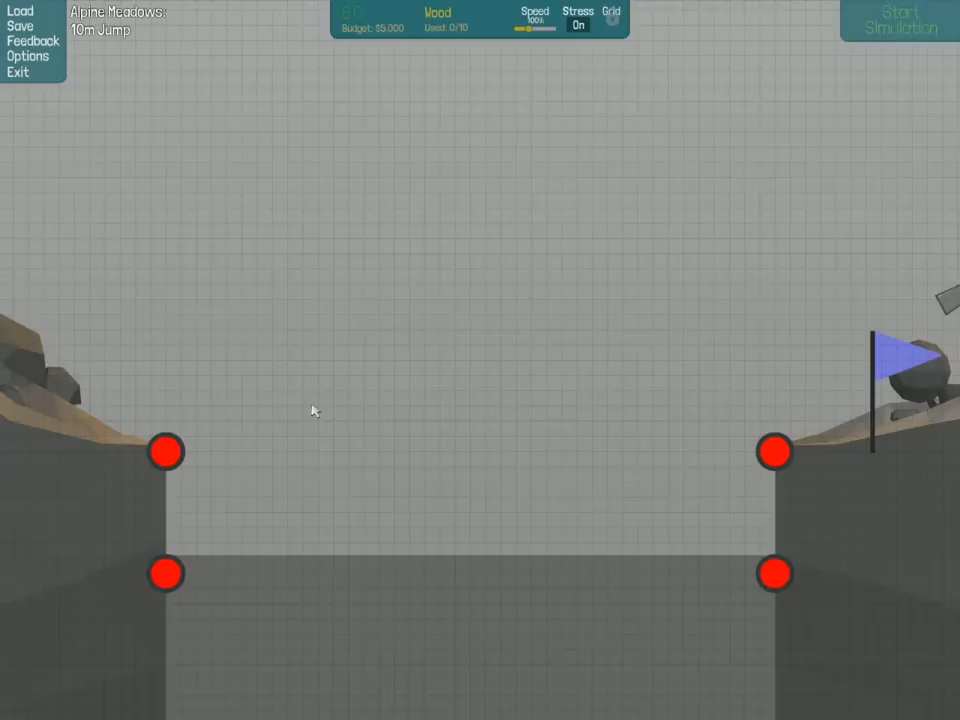 Load
Save
Feedback
Options
Exit
Alpine Meadows:
10m Jump
$0
Budget: $5,000
Wood
Used 0/10
Speed
100%
Stress
On
Grid
Start
Simulation